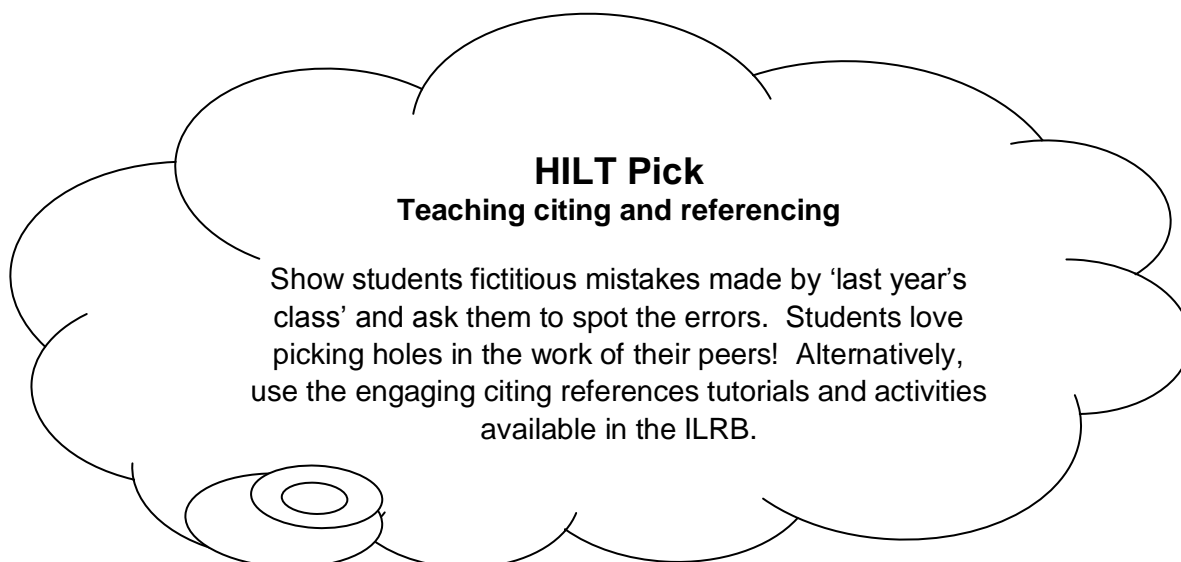 HILT Pick
Teaching citing and referencing
Show students fictitious mistakes made by ‘last year’s
class’ and ask them to spot the errors.  Students love
picking holes in the work of their peers!  Alternatively,
use the engaging citing references tutorials and activities
available in the ILRB.